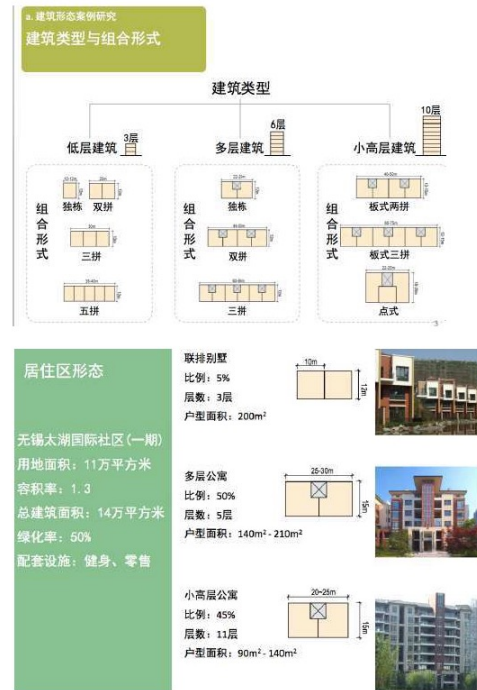 a. 建筑形态案例研究
建筑类型与组合形式
建筑类型
低层建筑 3层
多层建筑 6层
小高层建筑 10层
组合形式
独栋 双拼
三拼
五拼
组合形式
独栋
双拼
三拼
组合形式
板式两拼
板式三拼
点式
3
居住区形态
无锡太湖国际社区(一期)
用地面积：11万平方米
容积率：1.3
总建筑面积：14万平方米
绿化率：50%
配套设施：健身、零售
联排别墅
比例：5%
层数：3层
户型面积：200m²
10m
12m
多层公寓
比例：50%
层数：5层
户型面积：140m²-210m²
25-30m
15m
小高层公寓
比例：45%
层数：11层
户型面积：90m²-140m²
20-25m
15m